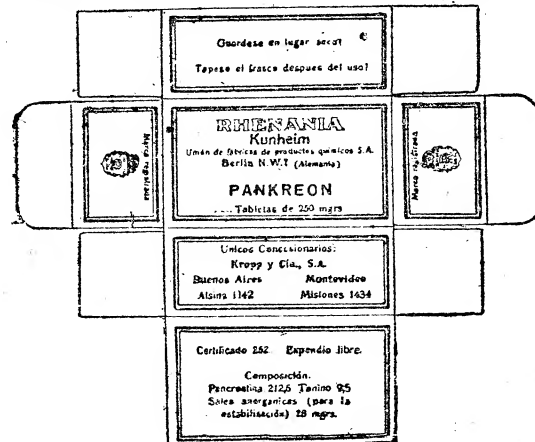 Guardese en lugar seco!
Tapese el frasco despues del uso!
RHENANIA
Kunheim
Unión de fábricas de productos químicos S.A.
Berlin N.W.7 (Alemania)
PANKREON
Tabletas de 250 mgrs
Marca registrada
Marca registrada
Unicos Concesionarios:
Kropp y Cia., S.A.
Buenos Aires Montevideo
Alsina 1142 Misiones 1434
Certificado 262 Expendio libre.
Composición.
Pancreatina 212,5 Tanino 9,5
Sales anorganicas (para la
estabilisación) 28 mgrs.